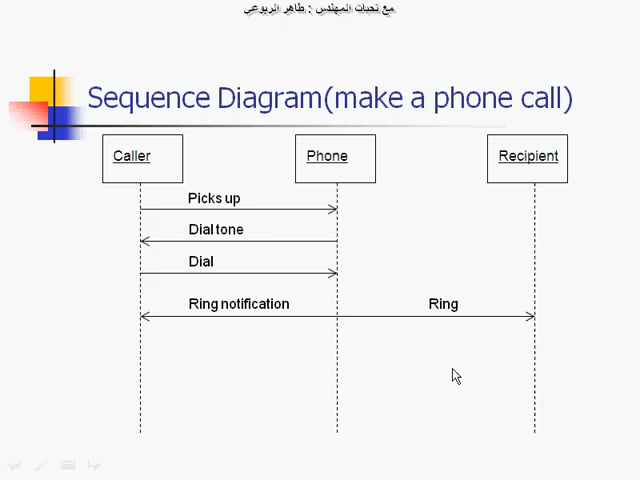 مع تحيات المهندس : طاهر اليربوعي
Sequence Diagram(make a phone call)
Caller Phone Recipient
Picks up
Dial tone
Dial
Ring notification Ring